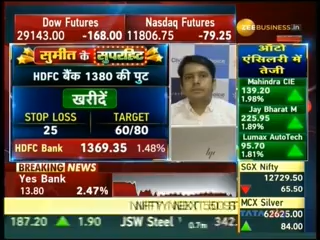 Dow Futures
29143.00 -168.00
Nasdaq Futures
11806.75 -79.25
ZEEBUSINESS.in
सुमीत के सुपरहिट
HDFC बैंक 1380 की पुट
खरीदें
STOP LOSS
25
TARGET
60/80
HDFC Bank 1369.35 1.48%
BREAKING NEWS
Yes Bank
13.80 2.47%
hp
ऑटो
एंसिलरी में
तेजी
Mahindra CIE
139.20
1.98%
Jay Bharat M
225.95
1.89%
Lumax AutoTech
95.70
1.81%
SGX Nifty
12729.50
65.50
MCX Silver
62625.00
84.00
187.20 1.90 JSW Steel 0.7m 342.